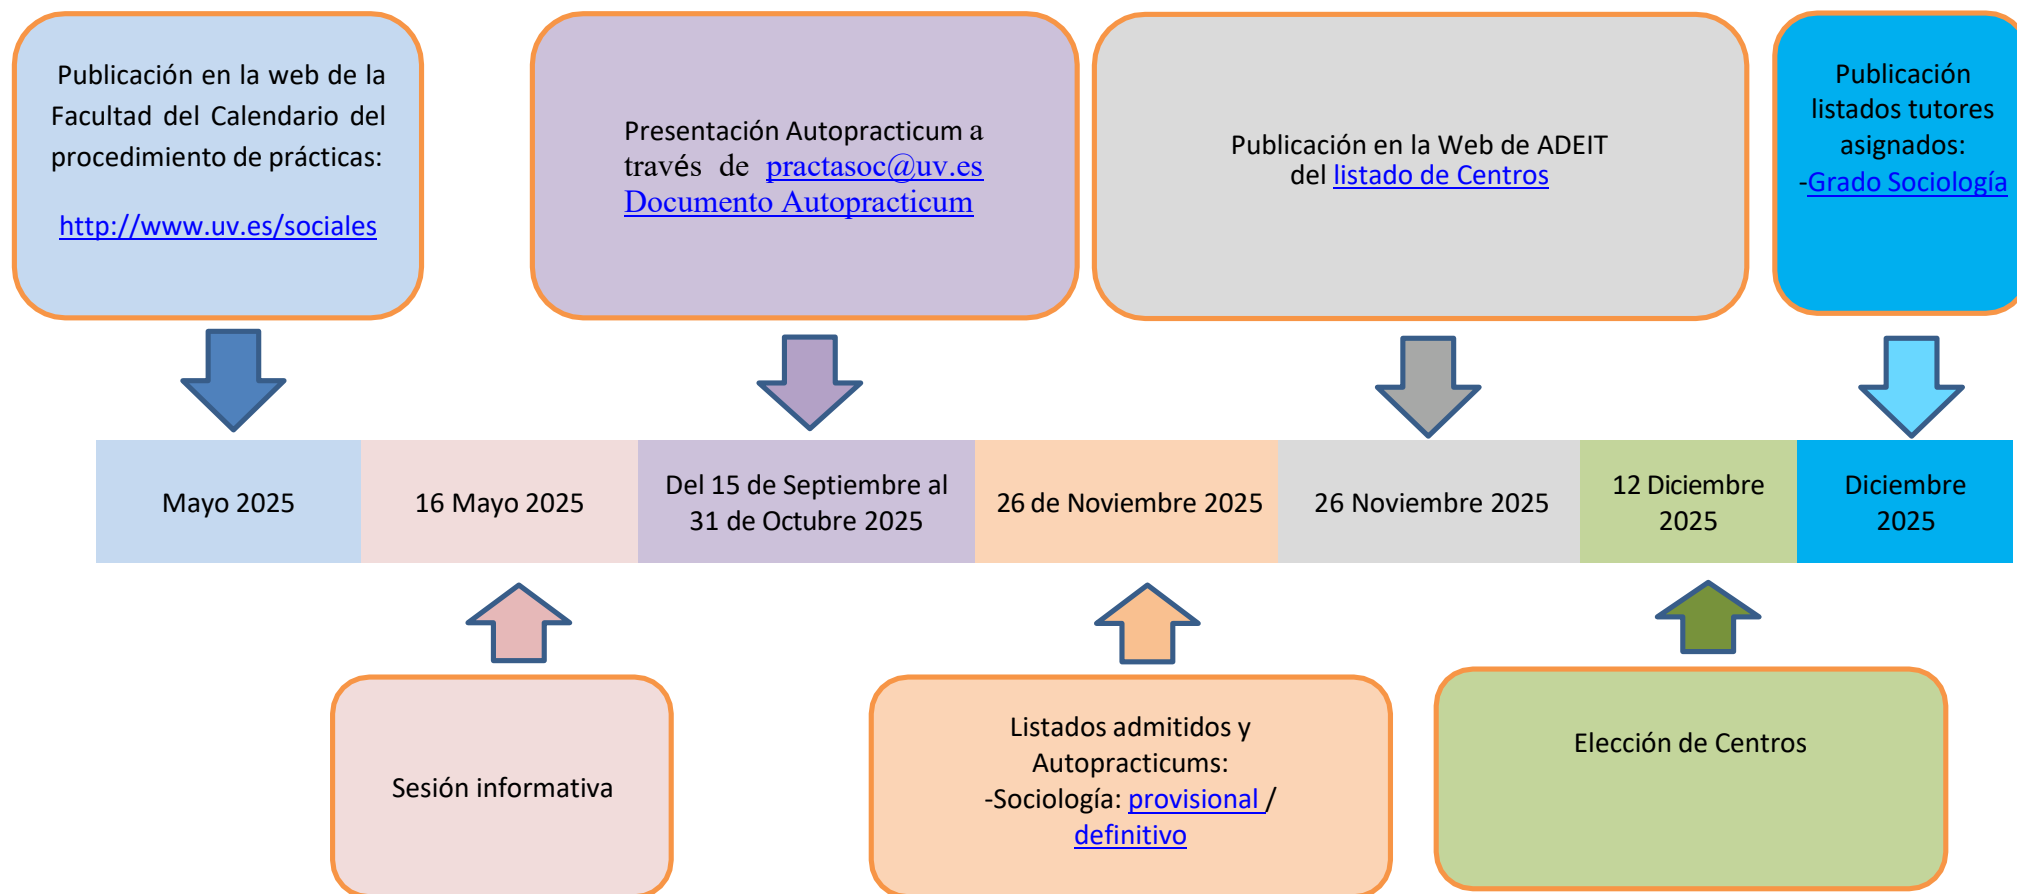 Publicación en la web de la
Facultad del Calendario del
procedimiento de prácticas:
http://www.uv.es/sociales
Presentación Autopracticum a
través de practasoc@uv.es
Documento Autopracticum
Publicación en la Web de ADEIT
del listado de Centros
Publicación
listados tutores
asignados:
-Grado Sociología
Mayo 2025
16 Mayo 2025
Del 15 de Septiembre al
31 de Octubre 2025
26 de Noviembre 2025
26 Noviembre 2025
12 Diciembre
2025
Diciembre
2025
Sesión informativa
Listados admitidos y
Autopracticums:
-Sociología: provisional /
definitivo
Elección de Centros